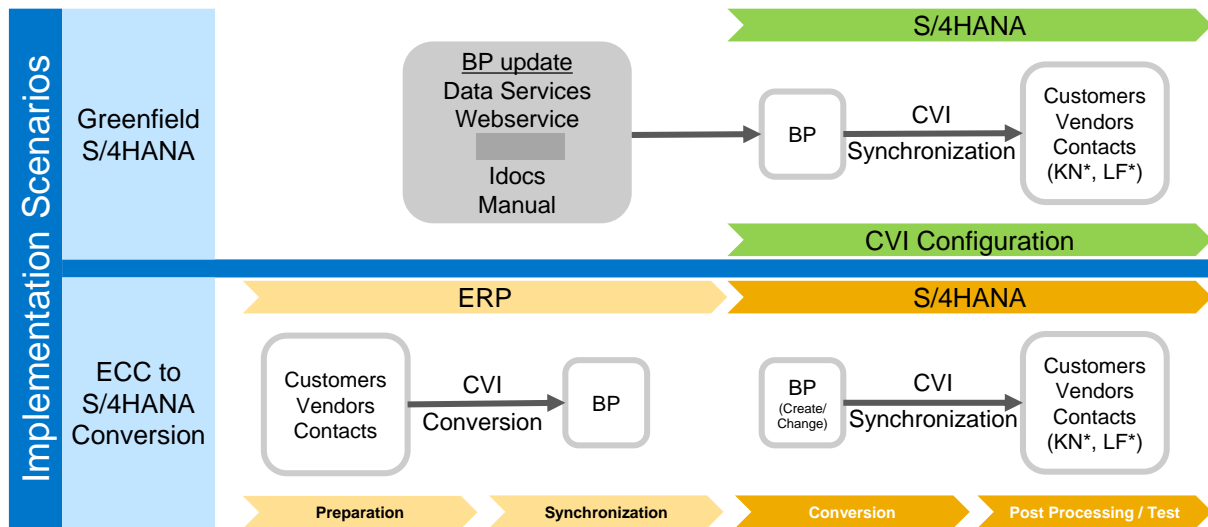 Implementation Scenarios
Greenfield
S/4HANA
BP update
Data Services
Webservice
Idocs
Manual
S/4HANA
BP
CVI
Synchronization
Customers
Vendors
Contacts
(KN*, LF*)
CVI Configuration
ECC to
S/4HANA
Conversion
ERP
S/4HANA
Customers
Vendors
Contacts
CVI
Conversion
BP
BP
(Create/
Change)
CVI
Synchronization
Customers
Vendors
Contacts
(KN*, LF*)
Preparation
Synchronization
Conversion
Post Processing / Test